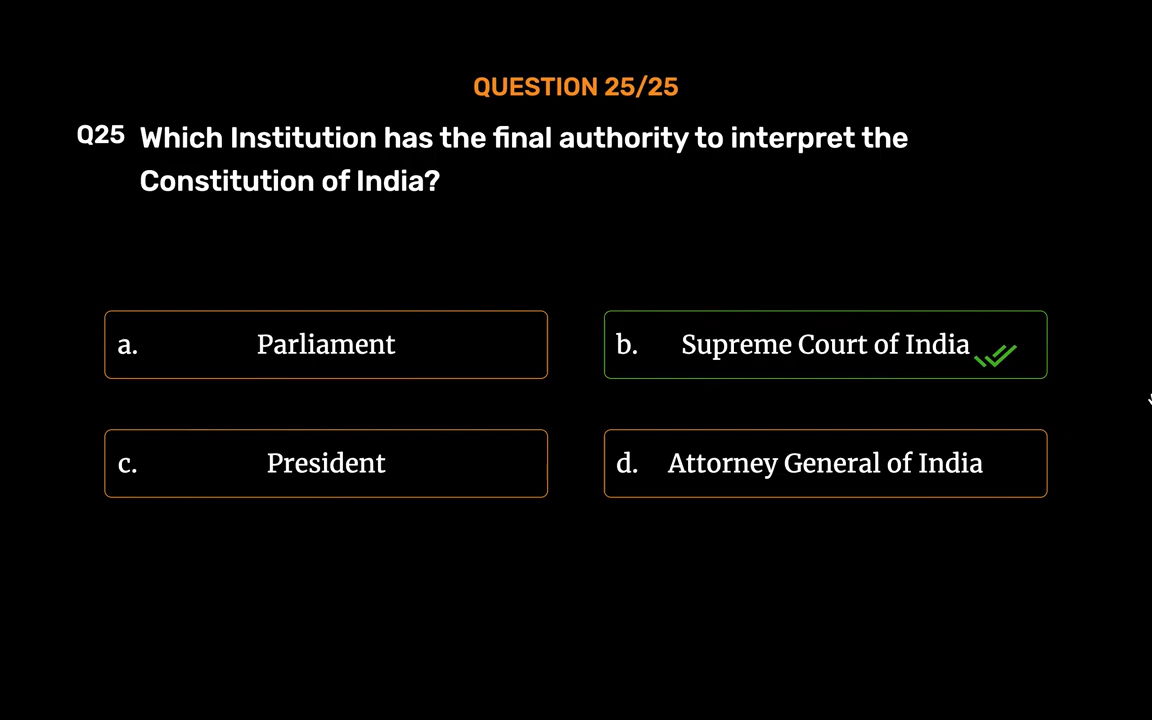 QUESTION 25/25
Q25 Which Institution has the final authority to interpret the
Constitution of India?
a. Parliament
b. Supreme Court of India
c. President
d. Attorney General of India